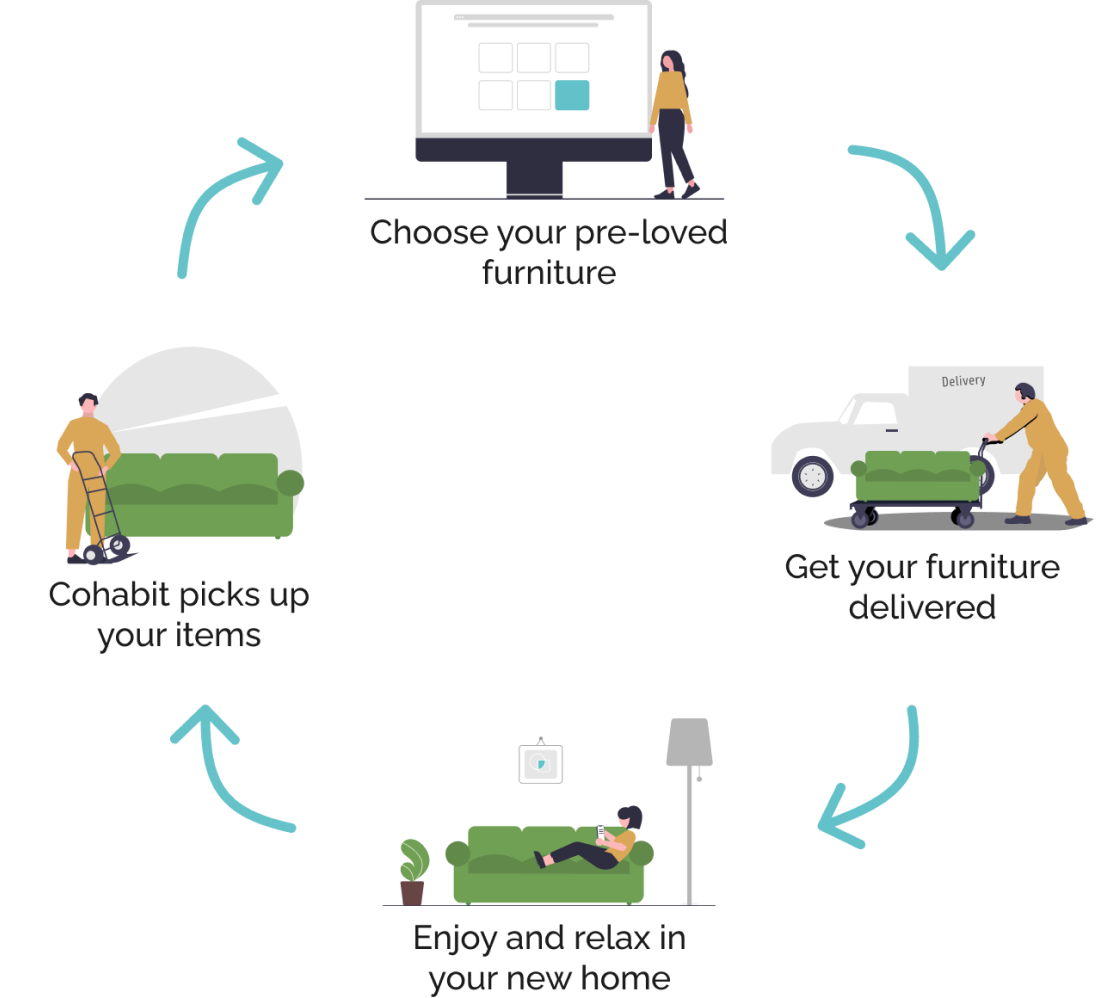 Choose your pre-loved
furniture
Delivery
Get your furniture
delivered
Cohabit picks up
your items
Enjoy and relax in
your new home